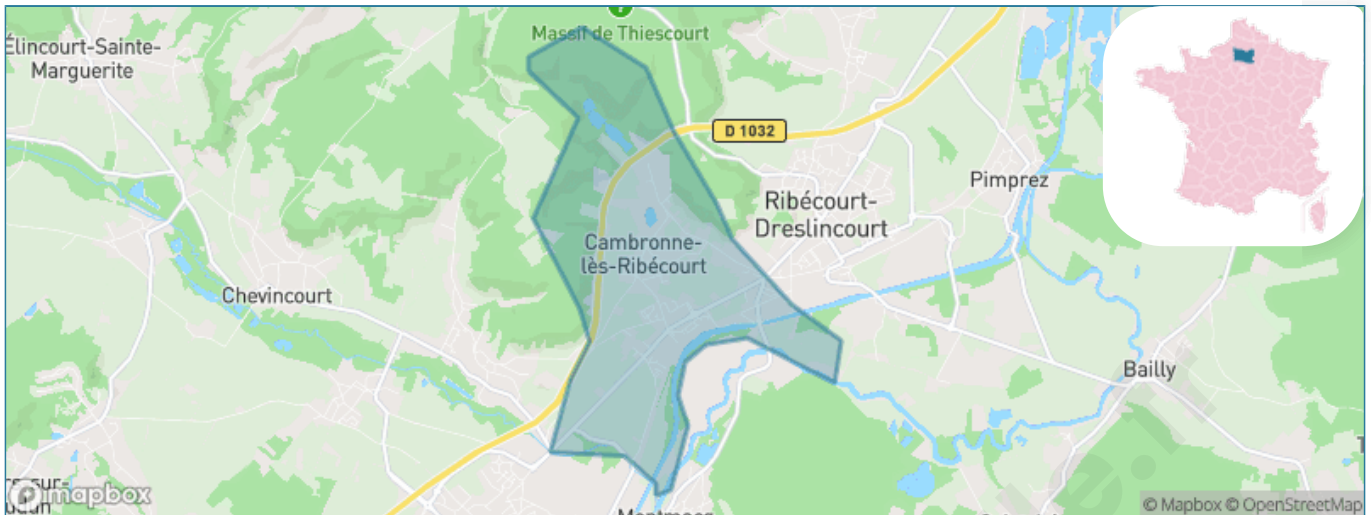 Élincourt-Sainte-
Marguerite
Massif de Thiescourt
D 1032
Pimprez
Ribécourt-
Dreslincourt
Cambronne-
lès-Ribécourt
Chevincourt
Bailly
mapbox
© Mapbox © OpenStreetMap